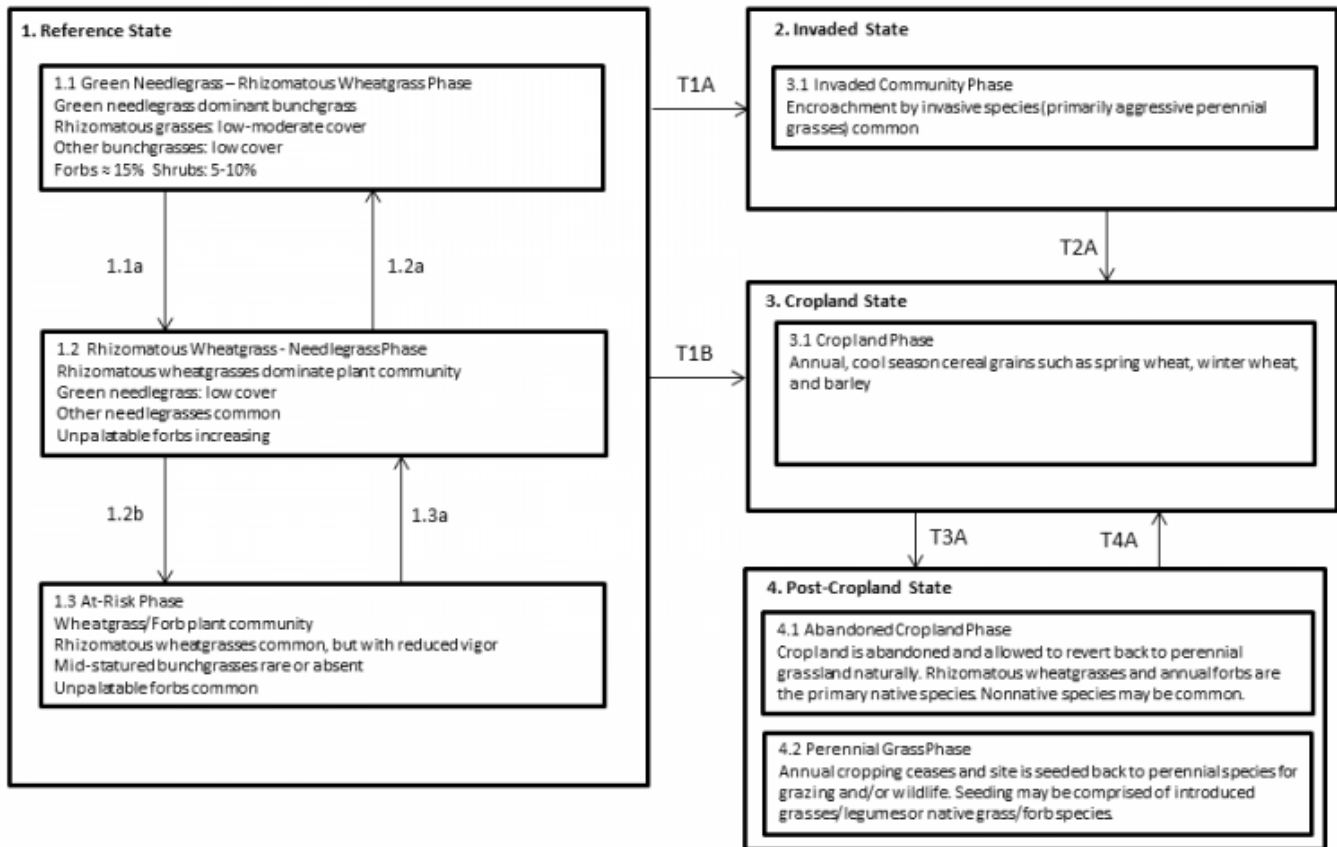 1. Reference State
1.1 Green Needlegrass – Rhizomatous Wheatgrass Phase
Green needlegrass dominant bunchgrass
Rhizomatous grasses: low-moderate cover
Other bunchgrasses: low cover
Forbs ≈ 15% Shrubs: 5-10%
1.1a
1.2a
1.2 Rhizomatous Wheatgrass - Needlegrass Phase
Rhizomatous wheatgrasses dominate plant community
Green needlegrass: low cover
Other needlegrasses common
Unpalatable forbs increasing
1.2b
1.3a
1.3 At-Risk Phase
Wheatgrass/Forb plant community
Rhizomatous wheatgrasses common, but with reduced vigor
Mid-statured bunchgrasses rare or absent
Unpalatable forbs common
T1A
T1B
2. Invaded State
3.1 Invaded Community Phase
Encroachment by invasive species (primarily aggressive perennial
grasses) common
T2A
3. Cropland State
3.1 Cropland Phase
Annual, cool season cereal grains such as spring wheat, winter wheat,
and barley
T3A
T4A
4. Post-Cropland State
4.1 Abandoned Cropland Phase
Cropland is abandoned and allowed to revert back to perennial
grassland naturally. Rhizomatous wheatgrasses and annual forbs are
the primary native species. Nonnative species may be common.
4.2 Perennial Grass Phase
Annual cropping ceases and site is seeded back to perennial species for
grazing and/or wildlife. Seeding may be comprised of introduced
grasses/legumes or native grass/forb species.